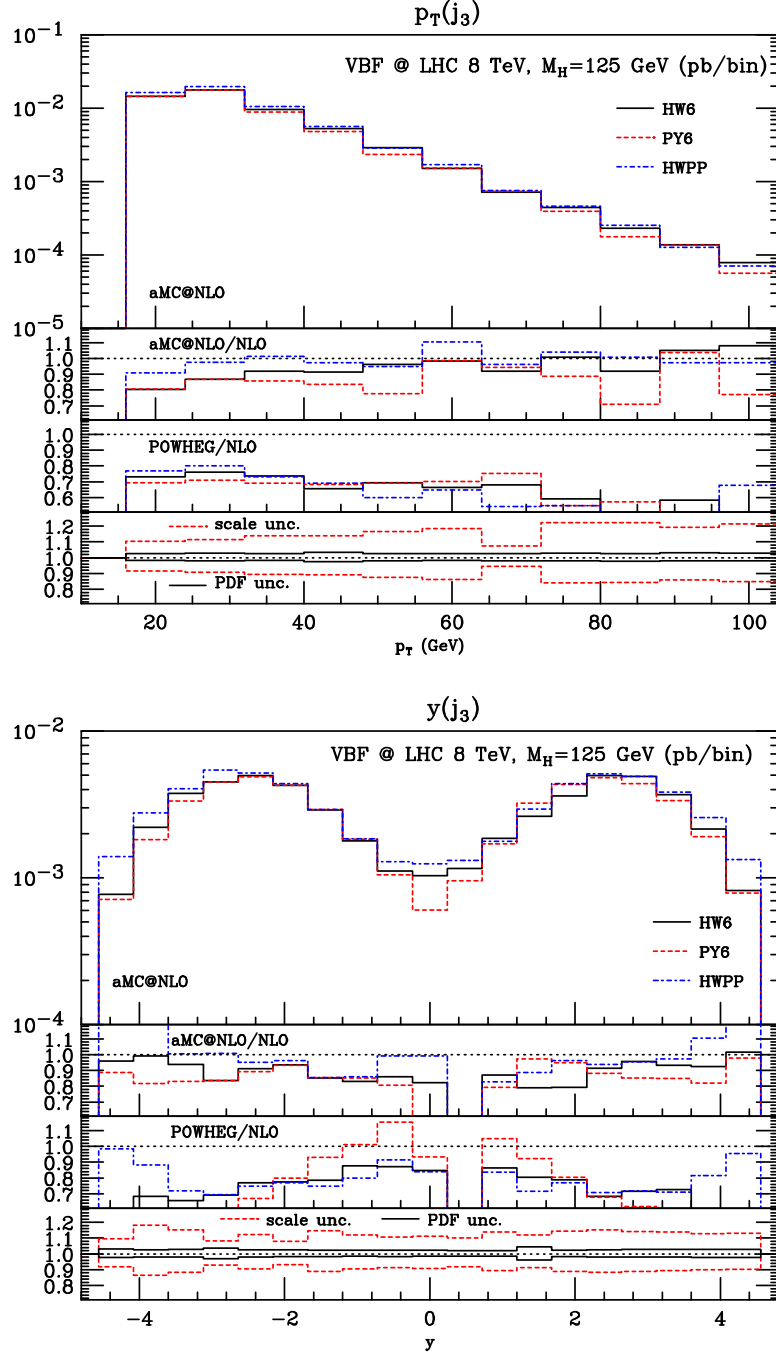 p_T(j_3)
10^-1
VBF @ LHC 8 TeV, M_H=125 GeV (pb/bin)
10^-2
HW6
PY6
HWPP
10^-3
10^-4
aMC@NLO
10^-5
1.1
aMC@NLO/NLO
1.0
0.9
0.8
0.7
1.0
POWHEG/NLO
0.9
0.8
0.7
0.6
1.2
scale unc.
1.1
1.0
0.9
PDF unc.
0.8
20 40 60 80 100
p_T (GeV)
y(j_3)
10^-2
VBF @ LHC 8 TeV, M_H=125 GeV (pb/bin)
10^-3
HW6
PY6
HWPP
aMC@NLO
10^-4
aMC@NLO/NLO
1.0
0.9
0.8
0.7
POWHEG/NLO
1.1
1.0
0.9
0.8
0.7
scale unc. PDF unc.
1.2
1.1
1.0
0.9
0.8
−4 −2 0 2 4
y